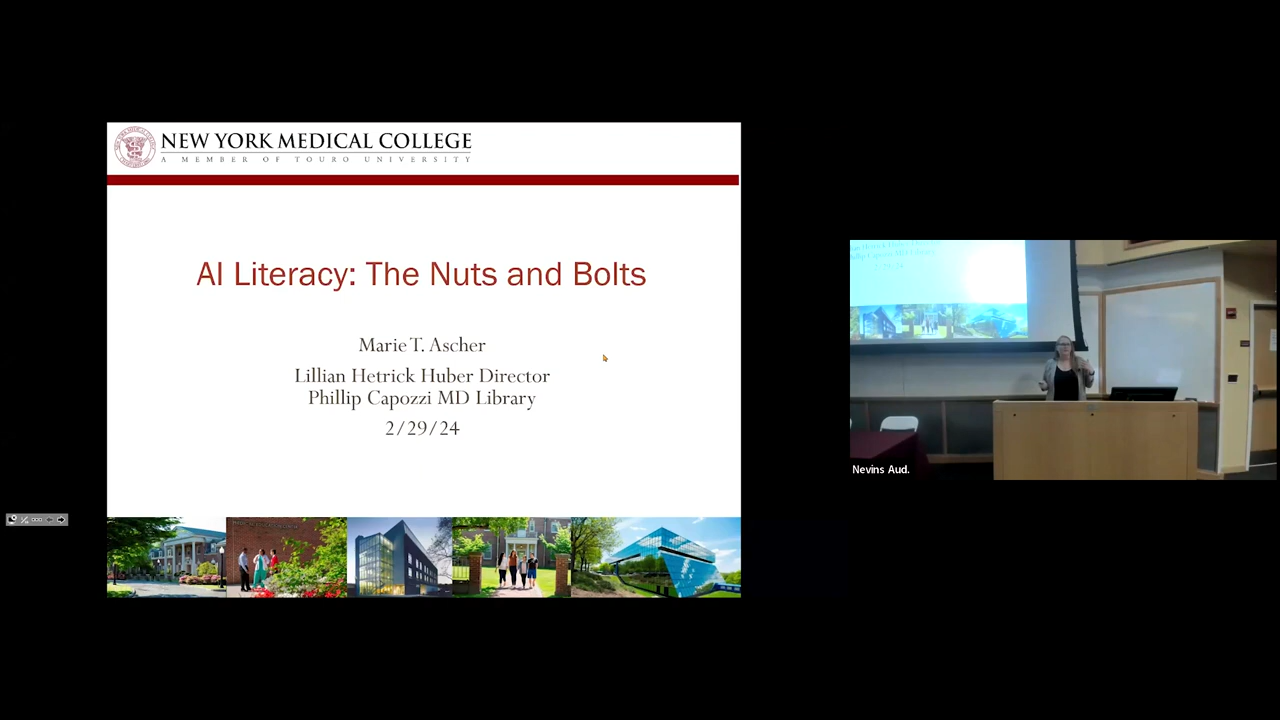 NEW YORK MEDICAL COLLEGE
A MEMBER OF TOURO UNIVERSITY
AI Literacy: The Nuts and Bolts
Marie T. Ascher
Lillian Hetrick Huber Director
Phillip Capozzi MD Library
2/29/24
Nevins Aud.